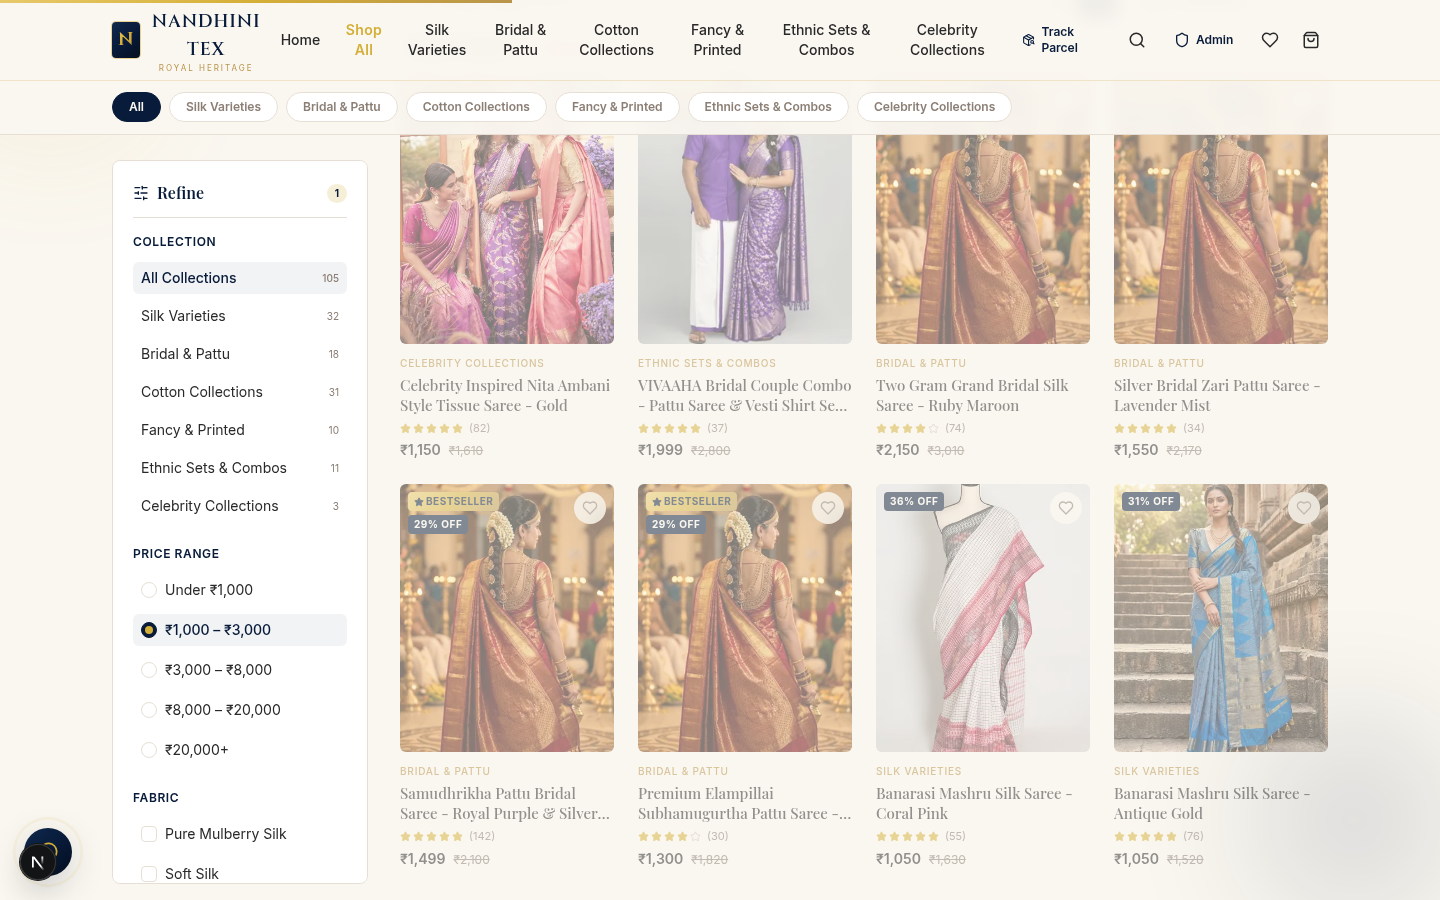 NANDHINI
TEX
ROYAL HERITAGE
N
Home
Shop
All
Silk
Varieties
Bridal &
Pattu
Cotton
Collections
Fancy &
Printed
Ethnic Sets &
Combos
Celebrity
Collections
Track
Parcel
Admin
All
Silk Varieties
Bridal & Pattu
Cotton Collections
Fancy & Printed
Ethnic Sets & Combos
Celebrity Collections
Refine 1
COLLECTION
All Collections 105
Silk Varieties 32
Bridal & Pattu 18
Cotton Collections 31
Fancy & Printed 10
Ethnic Sets & Combos 11
Celebrity Collections 3
PRICE RANGE
Under ₹1,000
₹1,000 – ₹3,000
₹3,000 – ₹8,000
₹8,000 – ₹20,000
₹20,000+
FABRIC
Pure Mulberry Silk
Soft Silk
N
CELEBRITY COLLECTIONS
Celebrity Inspired Nita Ambani
Style Tissue Saree - Gold
(82)
₹1,150 ₹1,610
ETHNIC SETS & COMBOS
VIVAAHA Bridal Couple Combo
- Pattu Saree & Vesti Shirt Se...
(37)
₹1,999 ₹2,800
BRIDAL & PATTU
Two Gram Grand Bridal Silk
Saree - Ruby Maroon
(74)
₹2,150 ₹3,010
BRIDAL & PATTU
Silver Bridal Zari Pattu Saree -
Lavender Mist
(34)
₹1,550 ₹2,170
BESTSELLER
29% OFF
BRIDAL & PATTU
Samudhrikha Pattu Bridal
Saree - Royal Purple & Silver...
(142)
₹1,499 ₹2,100
BESTSELLER
29% OFF
BRIDAL & PATTU
Premium Elampillai
Subhamugurtha Pattu Saree -...
(30)
₹1,300 ₹1,820
36% OFF
SILK VARIETIES
Banarasi Mashru Silk Saree -
Coral Pink
(55)
₹1,050 ₹1,630
31% OFF
SILK VARIETIES
Banarasi Mashru Silk Saree -
Antique Gold
(76)
₹1,050 ₹1,520